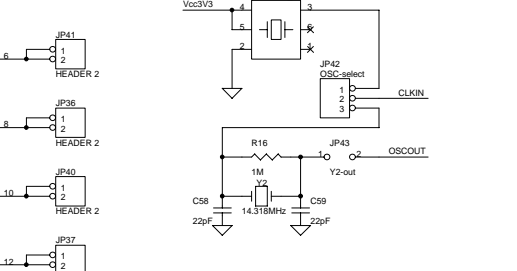 Vcc3V3
4
3
5
2
JP41
6
1
2
HEADER 2
JP42
OSC-select
1
2
3
CLKIN
JP36
8
1
2
HEADER 2
R16
1M
JP43
1
2
OSCOUT
Y2-out
JP40
10
1
2
HEADER 2
Y2
14.318MHz
C58
22pF
C59
22pF
JP37
12
1
2